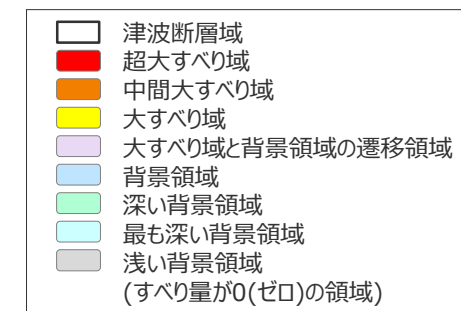 津波断層域
超大すべり域
中間大すべり域
大すべり域
大すべり域と背景領域の遷移領域
背景領域
深い背景領域
最も深い背景領域
浅い背景領域
(すべり量が0(ゼロ)の領域)